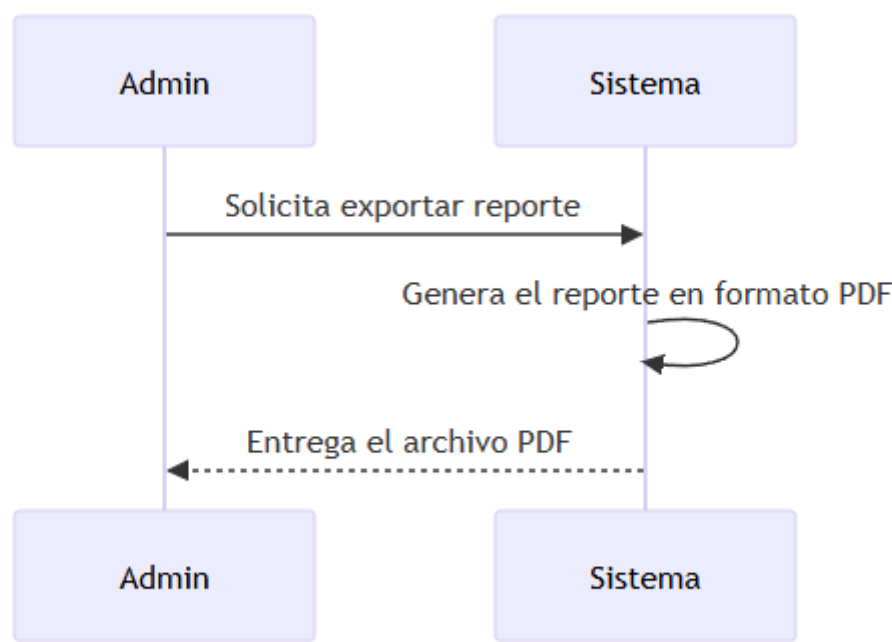 Admin
Sistema
Solicita exportar reporte
Genera el reporte en formato PDF
Entrega el archivo PDF
Admin
Sistema